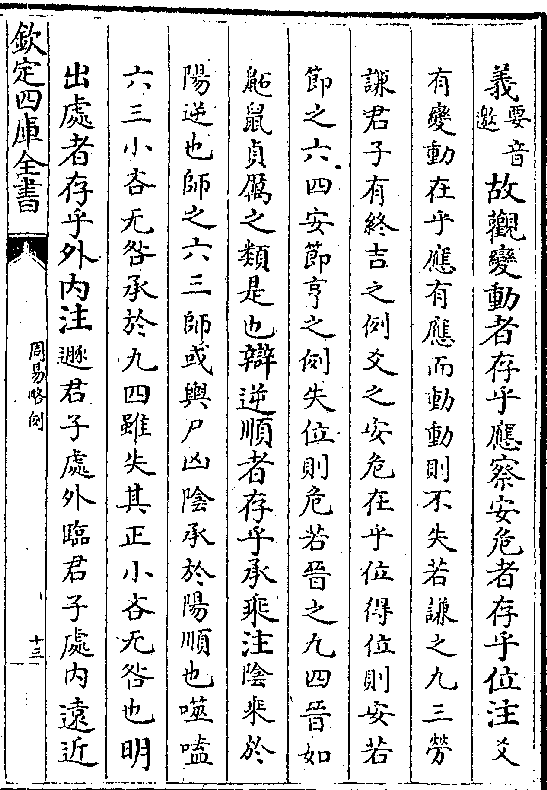 義要音邀故觀變動者存乎應察安危者存乎位注爻
有變動在乎應有應而動動則不失若謙之九三勞
謙君子有終吉之例爻之安危在乎位得位則安若
節之六四安節亨之例失位則危若晉之九四晉如
鼫鼠貞厲之類是也辯逆順者存乎承乘注陰乘於
陽逆也師之六三師或輿尸凶陰承於陽順也噬嗑
六三小吝无咎承於九四雖失其正小吝无咎也明
出處者存乎外內注遯君子處外臨君子處內遠近
欽定四庫全書
周易略例
十三